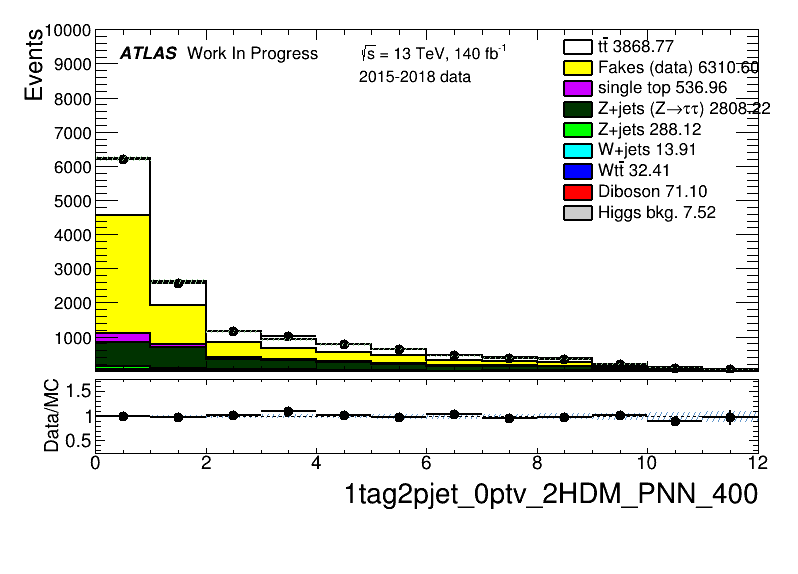 10000
9000
8000
7000
6000
5000
4000
3000
2000
1000
Events
ATLAS Work In Progress
√s = 13 TeV, 140 fb⁻¹
2015-2018 data
tt̄ 3868.77
Fakes (data) 6310.60
single top 536.96
Z+jets (Z→ττ) 2808.22
Z+jets 288.12
W+jets 13.91
Wtt̄ 32.41
Diboson 71.10
Higgs bkg. 7.52
Data/MC
1.5
1
0.5
0 2 4 6 8 10 12
1tag2pjet_0ptv_2HDM_PNN_400